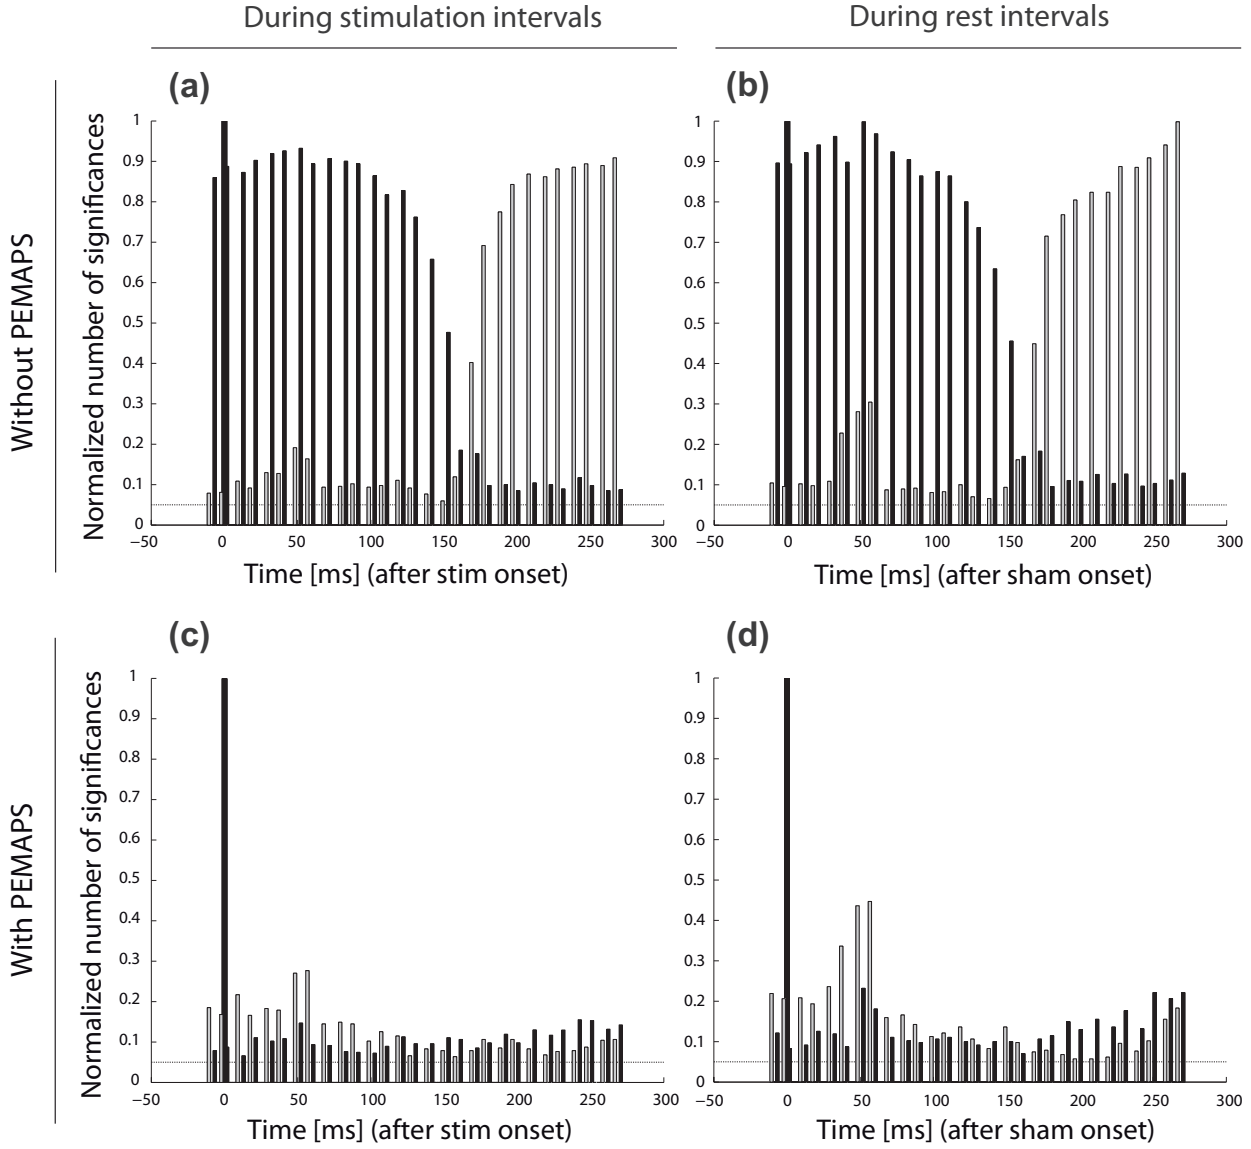 During stimulation intervals
During rest intervals
Without PEMAPS
(a)
Normalized number of significances
1
0.9
0.8
0.7
0.6
0.5
0.4
0.3
0.2
0.1
0
−50 0 50 100 150 200 250 300
Time [ms] (after stim onset)
(b)
1
0.9
0.8
0.7
0.6
0.5
0.4
0.3
0.2
0.1
0
−50 0 50 100 150 200 250 300
Time [ms] (after sham onset)
With PEMAPS
(c)
Normalized number of significances
1
0.9
0.8
0.7
0.6
0.5
0.4
0.3
0.2
0.1
0
−50 0 50 100 150 200 250 300
Time [ms] (after stim onset)
(d)
1
0.9
0.8
0.7
0.6
0.5
0.4
0.3
0.2
0.1
0
−50 0 50 100 150 200 250 300
Time [ms] (after sham onset)